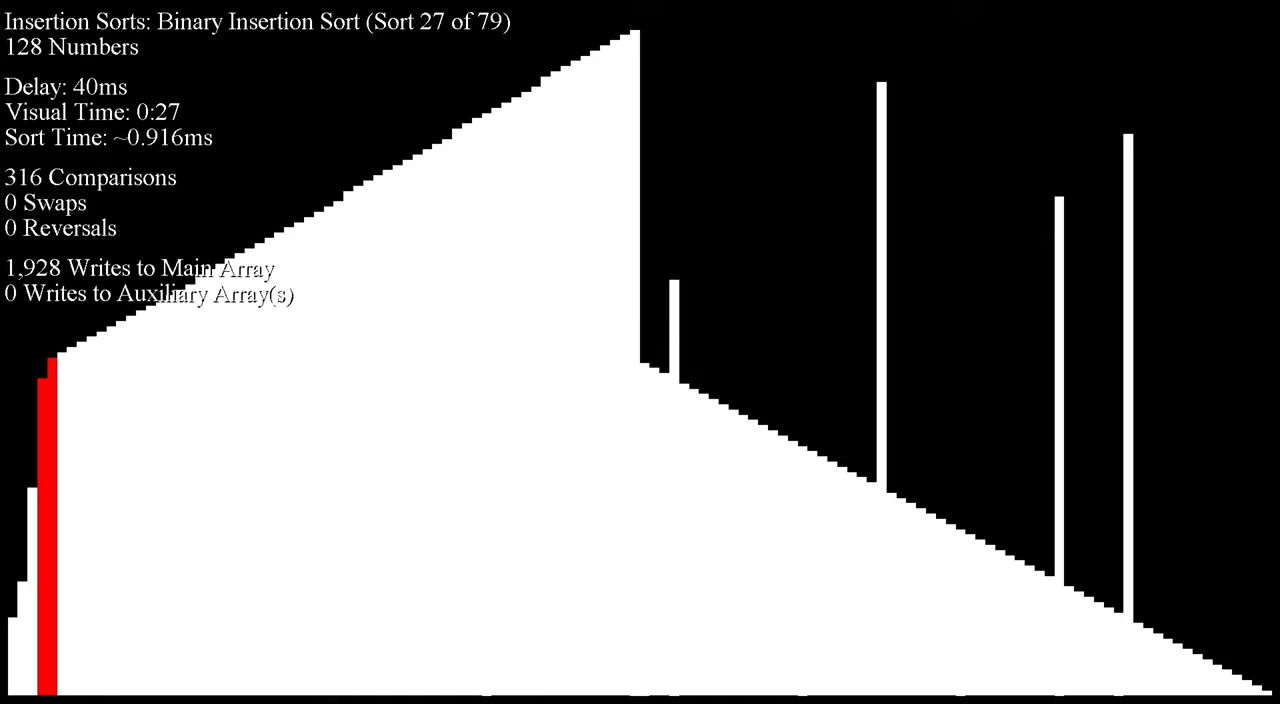 Insertion Sorts: Binary Insertion Sort (Sort 27 of 79)
128 Numbers
Delay: 40ms
Visual Time: 0:27
Sort Time: ~0.916ms
316 Comparisons
0 Swaps
0 Reversals
1,928 Writes to Main Array
0 Writes to Auxiliary Array(s)